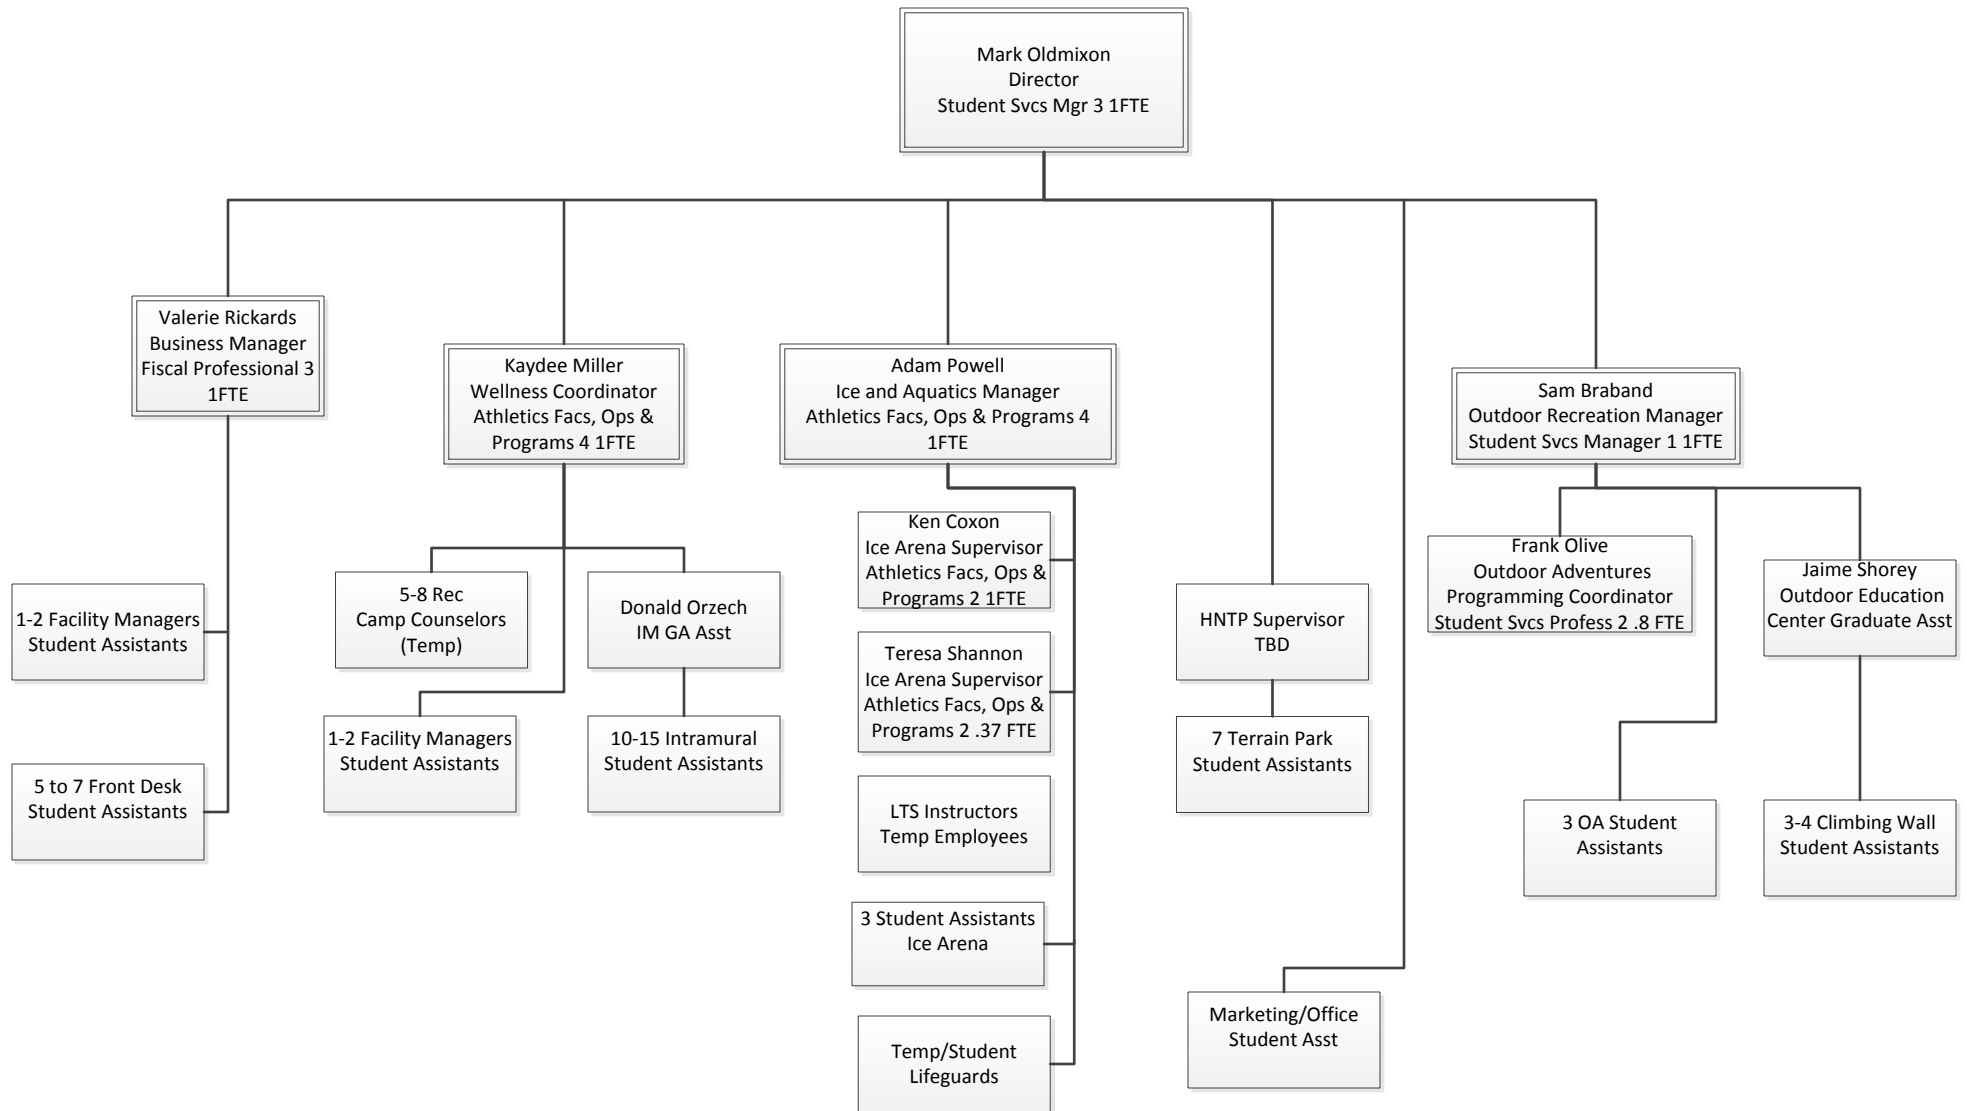 Mark Oldmixon
Director
Student Svcs Mgr 3 1FTE
Valerie Rickards
Business Manager
Fiscal Professional 3
1FTE
Kaydee Miller
Wellness Coordinator
Athletics Facs, Ops &
Programs 4 1FTE
Adam Powell
Ice and Aquatics Manager
Athletics Facs, Ops & Programs 4
1FTE
Sam Braband
Outdoor Recreation Manager
Student Svcs Manager 1 1FTE
1-2 Facility Managers
Student Assistants
5 to 7 Front Desk
Student Assistants
5-8 Rec
Camp Counselors
(Temp)
Donald Orzech
IM GA Asst
1-2 Facility Managers
Student Assistants
10-15 Intramural
Student Assistants
Ken Coxon
Ice Arena Supervisor
Athletics Facs, Ops &
Programs 2 1FTE
Teresa Shannon
Ice Arena Supervisor
Athletics Facs, Ops &
Programs 2 .37 FTE
LTS Instructors
Temp Employees
3 Student Assistants
Ice Arena
Temp/Student
Lifeguards
HNTP Supervisor
TBD
7 Terrain Park
Student Assistants
Marketing/Office
Student Asst
Frank Olive
Outdoor Adventures
Programming Coordinator
Student Svcs Profess 2 .8 FTE
Jaime Shorey
Outdoor Education
Center Graduate Asst
3 OA Student
Assistants
3-4 Climbing Wall
Student Assistants